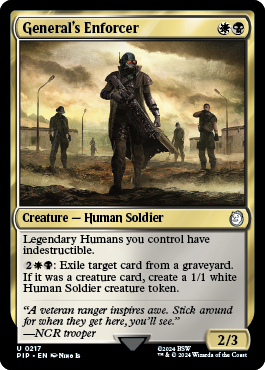 General's Enforcer
Creature — Human Soldier
Legendary Humans you control have
indestructible.
2: Exile target card from a graveyard.
If it was a creature card, create a 1/1 white
Human Soldier creature token.
“A veteran ranger inspires awe. Stick around
for when they get here, you'll see.”
—NCR trooper
2/3
U 0217
PIP • EN
©2024 BSW
™ & © 2024 Wizards of the Coast